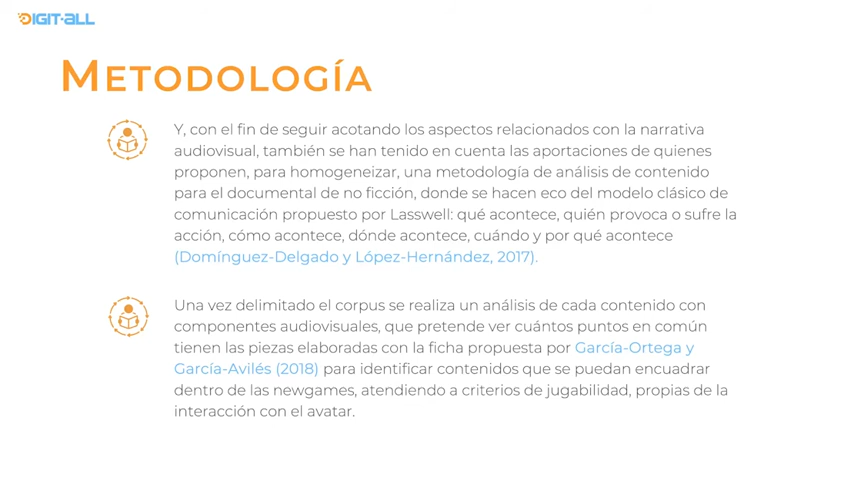 DIGIT-ALL
METODOLOGÍA
Y, con el fin de seguir acotando los aspectos relacionados con la narrativa
audiovisual, también se han tenido en cuenta las aportaciones de quienes
proponen, para homogeneizar, una metodología de análisis de contenido
para el documental de no ficción, donde se hacen eco del modelo clásico de
comunicación propuesto por Lasswell: qué acontece, quién provoca o sufre la
acción, cómo acontece, dónde acontece, cuándo y por qué acontece
(Domínguez-Delgado y López-Hernández, 2017).
Una vez delimitado el corpus se realiza un análisis de cada contenido con
componentes audiovisuales, que pretende ver cuántos puntos en común
tienen las piezas elaboradas con la ficha propuesta por García-Ortega y
García-Avilés (2018) para identificar contenidos que se puedan encuadrar
dentro de las newgames, atendiendo a criterios de jugabilidad, propias de la
interacción con el avatar.